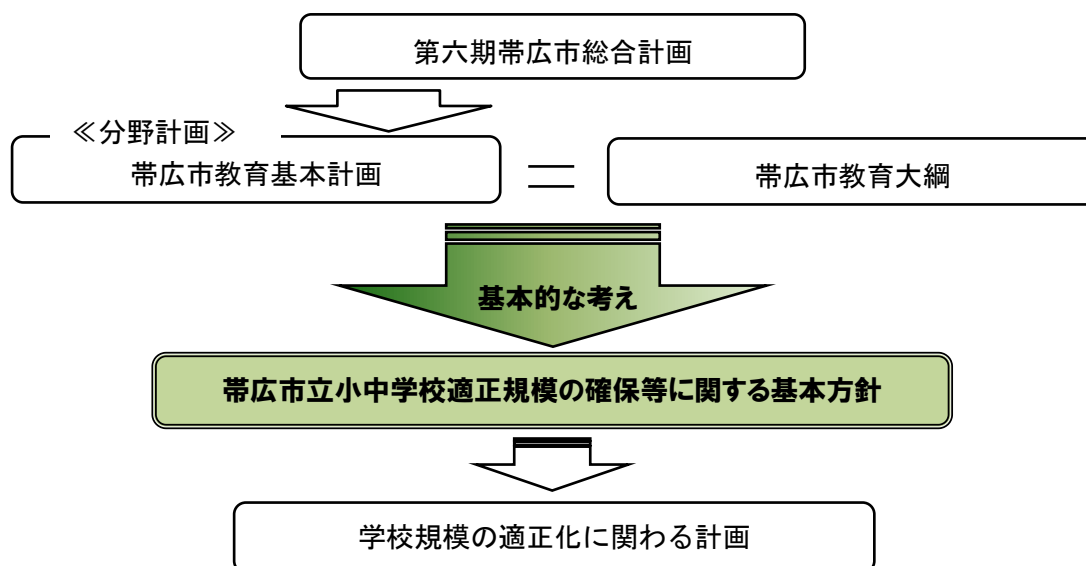 第六期帯広市総合計画
≪分野計画≫
帯広市教育基本計画
帯広市教育大綱
基本的な考え
帯広市立小中学校適正規模の確保等に関する基本方針
学校規模の適正化に関わる計画